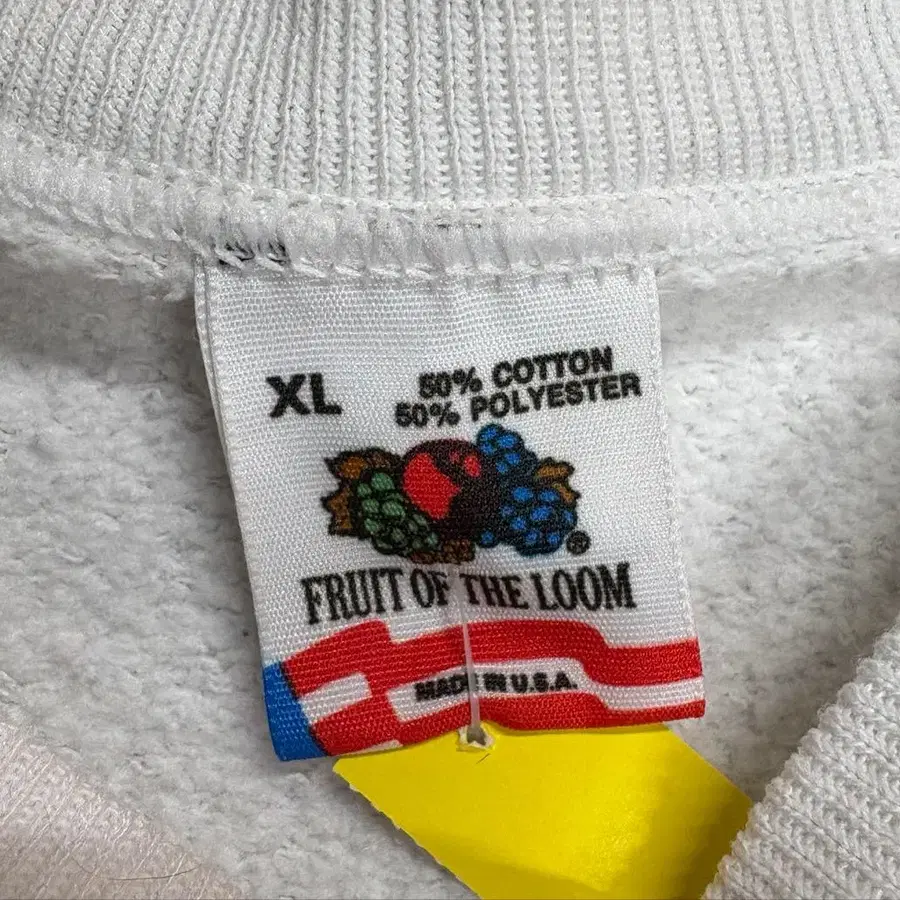 XL
50% COTTON
50% POLYESTER
®
FRUIT OF THE LOOM
MADE IN U.S.A.